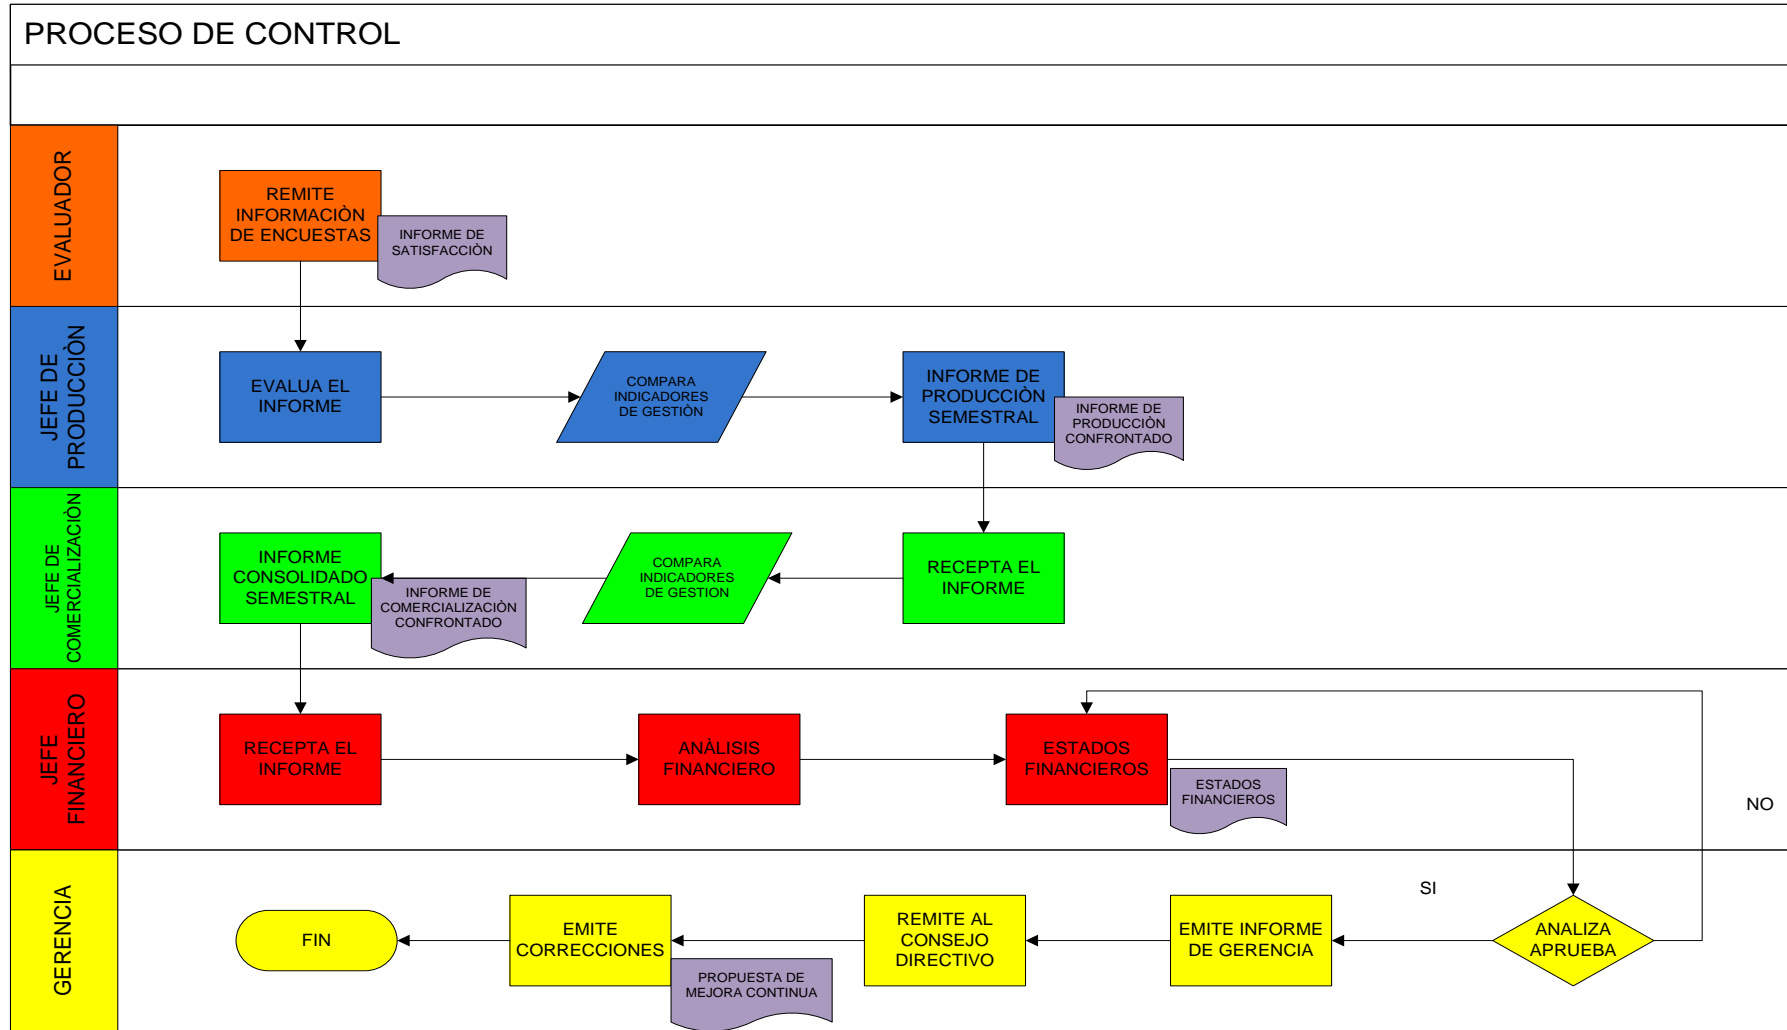 PROCESO DE CONTROL
EVALUADOR
REMITE
INFORMACIÒN
DE ENCUESTAS
INFORME DE
SATISFACCIÒN
JEFE DE
PRODUCCIÒN
EVALUA EL
INFORME
COMPARA
INDICADORES
DE GESTIÒN
INFORME DE
PRODUCCIÒN
SEMESTRAL
INFORME DE
PRODUCCIÒN
CONFRONTADO
JEFE DE
COMERCIALIZACIÒN
INFORME
CONSOLIDADO
SEMESTRAL
INFORME DE
COMERCIALIZACIÒN
CONFRONTADO
COMPARA
INDICADORES
DE GESTION
RECEPTA EL
INFORME
JEFE
FINANCIERO
RECEPTA EL
INFORME
ANÀLISIS
FINANCIERO
ESTADOS
FINANCIEROS
ESTADOS
FINANCIEROS
NO
GERENCIA
FIN
EMITE
CORRECCIONES
PROPUESTA DE
MEJORA CONTINUA
REMITE AL
CONSEJO
DIRECTIVO
EMITE INFORME
DE GERENCIA
SI
ANALIZA
APRUEBA